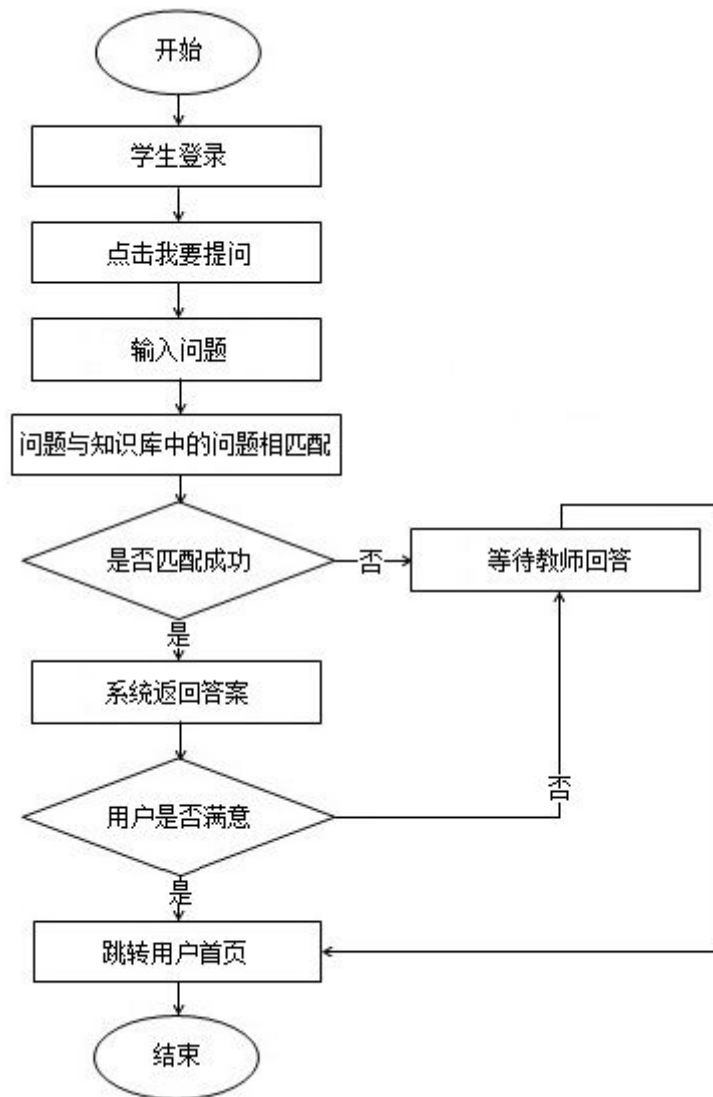 开始
学生登录
点击我要提问
输入问题
问题与知识库中的问题相匹配
是否匹配成功
否
等待教师回答
是
系统返回答案
用户是否满意
否
是
跳转用户首页
结束